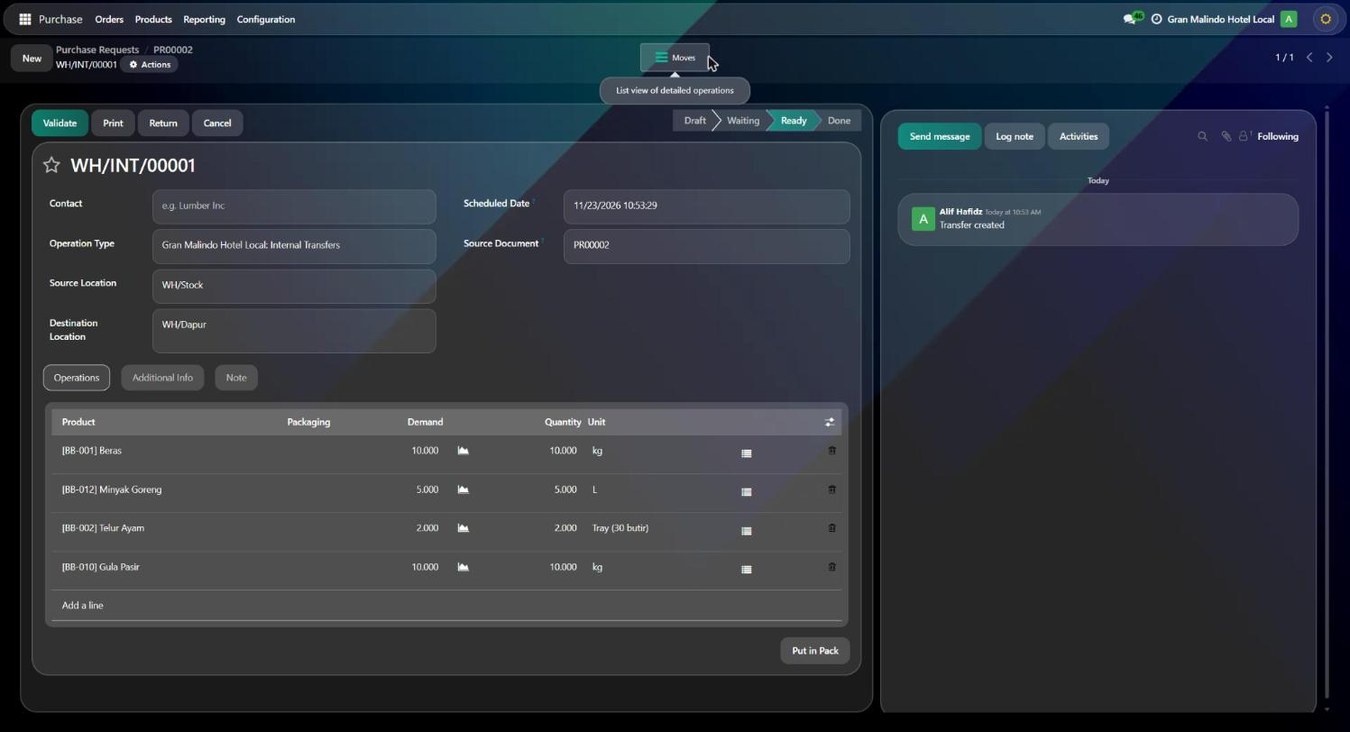 Purchase Orders Products Reporting Configuration 46 Gran Malindo Hotel Local A
New Purchase Requests / PR00002 Moves 1 / 1
WH/INT/00001 Actions
List view of detailed operations
Validate Print Return Cancel Draft Waiting Ready Done
Send message Log note Activities 1 Following
WH/INT/00001
Today
Contact e.g. Lumber Inc Scheduled Date ? 11/23/2026 10:53:29
A Alif Hafidz Today at 10:53 AM
Transfer created
Operation Type Gran Malindo Hotel Local: Internal Transfers Source Document ? PR00002
Source Location WH/Stock
Destination Location WH/Dapur
Operations Additional Info Note
Product Packaging Demand Quantity Unit
[BB-001] Beras 10.000 10.000 kg
[BB-012] Minyak Goreng 5.000 5.000 L
[BB-002] Telur Ayam 2.000 2.000 Tray (30 butir)
[BB-010] Gula Pasir 10.000 10.000 kg
Add a line
Put in Pack